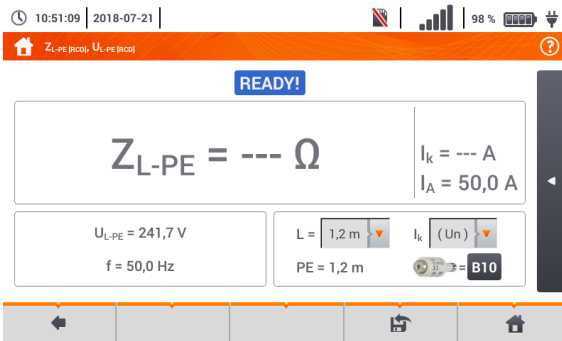 10:51:09 2018-07-21 98 %
ZL-PE [RCD], UL-PE [RCD] ?
READY!
ZL-PE = --- Ω
Ik = --- A
IA = 50,0 A
UL-PE = 241,7 V
f = 50,0 Hz
L = 1,2 m Ik (Un)
PE = 1,2 m = B10